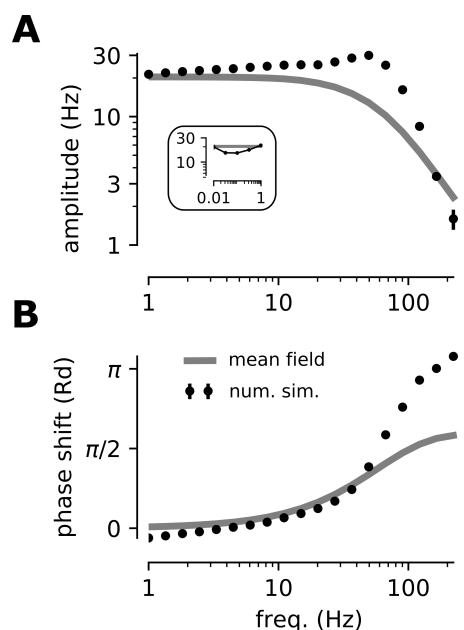 A
amplitude (Hz)
30
10
3
1
30
10
0.01 1
1 10 100
B
phase shift (Rd)
π
π/2
0
mean field
num. sim.
1 10 100
freq. (Hz)